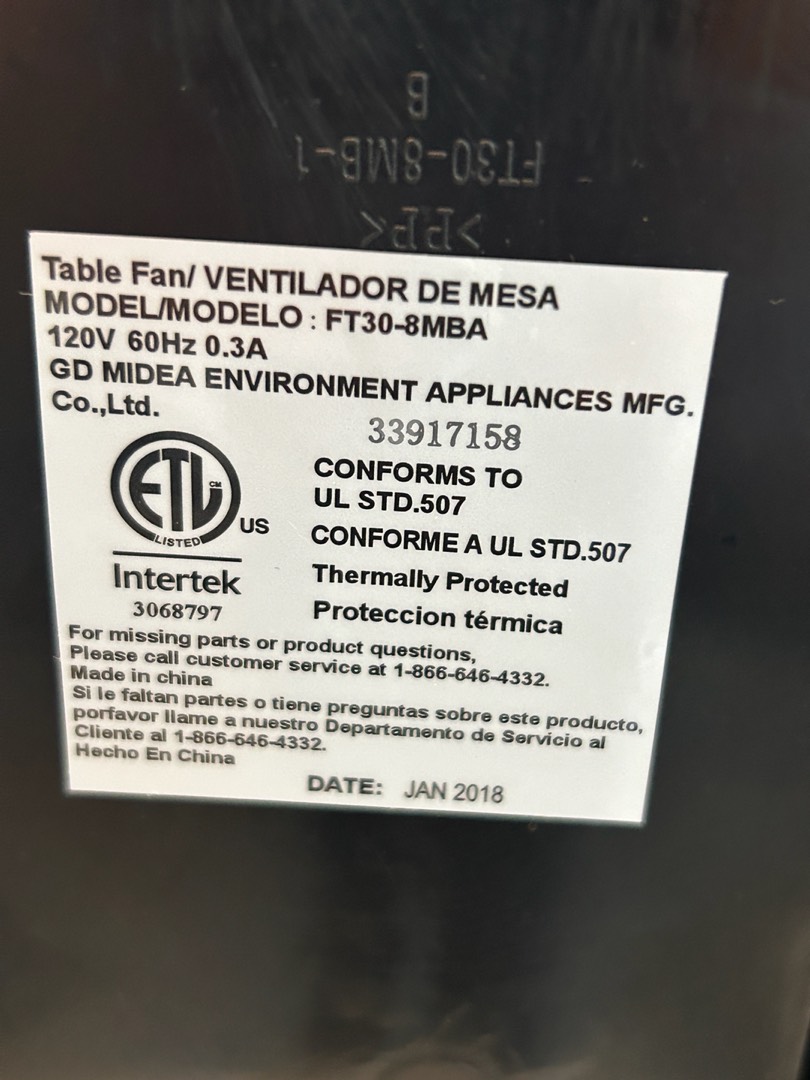 B
FT30-8MB-1
>PP<
Table Fan/ VENTILADOR DE MESA
MODEL/MODELO : FT30-8MBA
120V 60Hz 0.3A
GD MIDEA ENVIRONMENT APPLIANCES MFG.
Co.,Ltd.
33917158
ETL CM
LISTED
US
Intertek
3068797
CONFORMS TO
UL STD.507
CONFORME A UL STD.507
Thermally Protected
Proteccion térmica
For missing parts or product questions,
Please call customer service at 1-866-646-4332.
Made in china
Si le faltan partes o tiene preguntas sobre este producto,
porfavor llame a nuestro Departamento de Servicio al
Cliente al 1-866-646-4332.
Hecho En China
DATE: JAN 2018